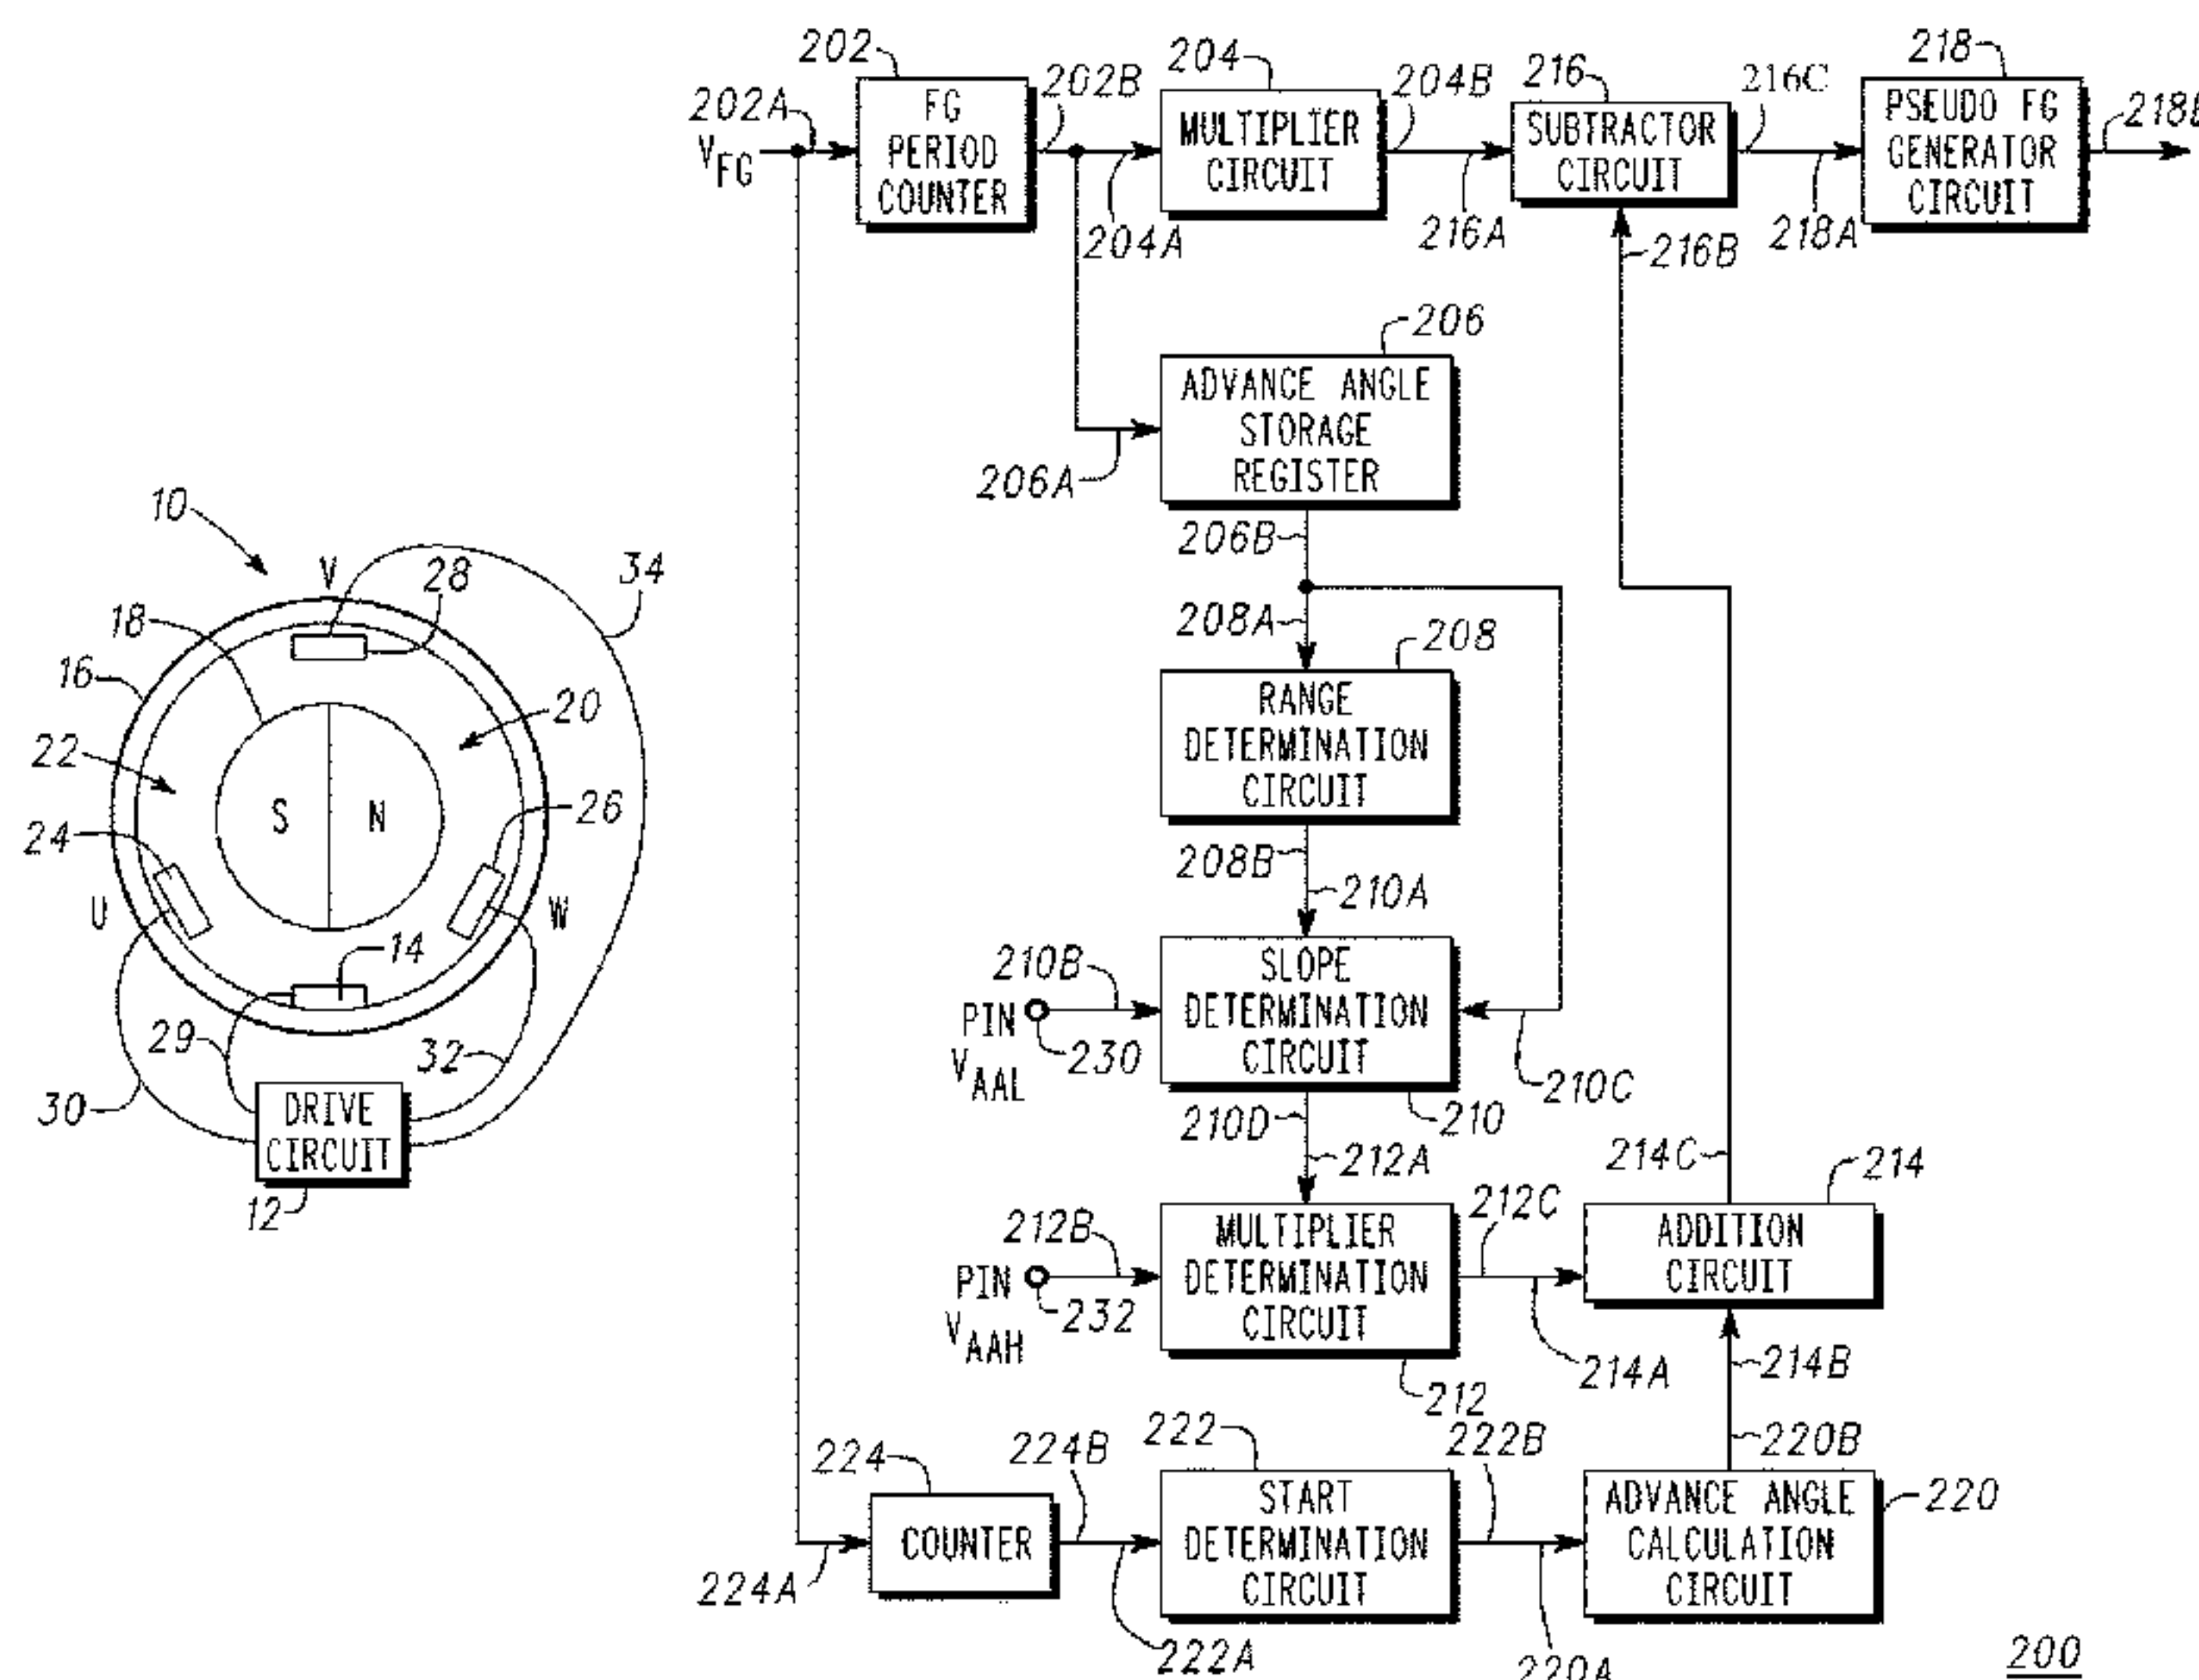 10
V
28
34
18
16
20
22
S
N
26
24
U
W
14
29
32
30
DRIVE
CIRCUIT
12
202
202A
V FG
FG
PERIOD
COUNTER
202B
204
204A
MULTIPLIER
CIRCUIT
204B
216
216A
SUBTRACTOR
CIRCUIT
216C
216B
218
218A
PSEUDO FG
GENERATOR
CIRCUIT
206
206A
ADVANCE ANGLE
STORAGE
REGISTER
206B
208A
208
RANGE
DETERMINATION
CIRCUIT
208B
210A
210B
PIN
V AAL
230
SLOPE
DETERMINATION
CIRCUIT
210C
210D
210
212A
212B
PIN
V AAH
232
MULTIPLIER
DETERMINATION
CIRCUIT
212C
212
214A
214C
214
ADDITION
CIRCUIT
214B
220B
224
224A
COUNTER
224B
222
222A
START
DETERMINATION
CIRCUIT
222B
220A
ADVANCE ANGLE
CALCULATION
CIRCUIT
220
200